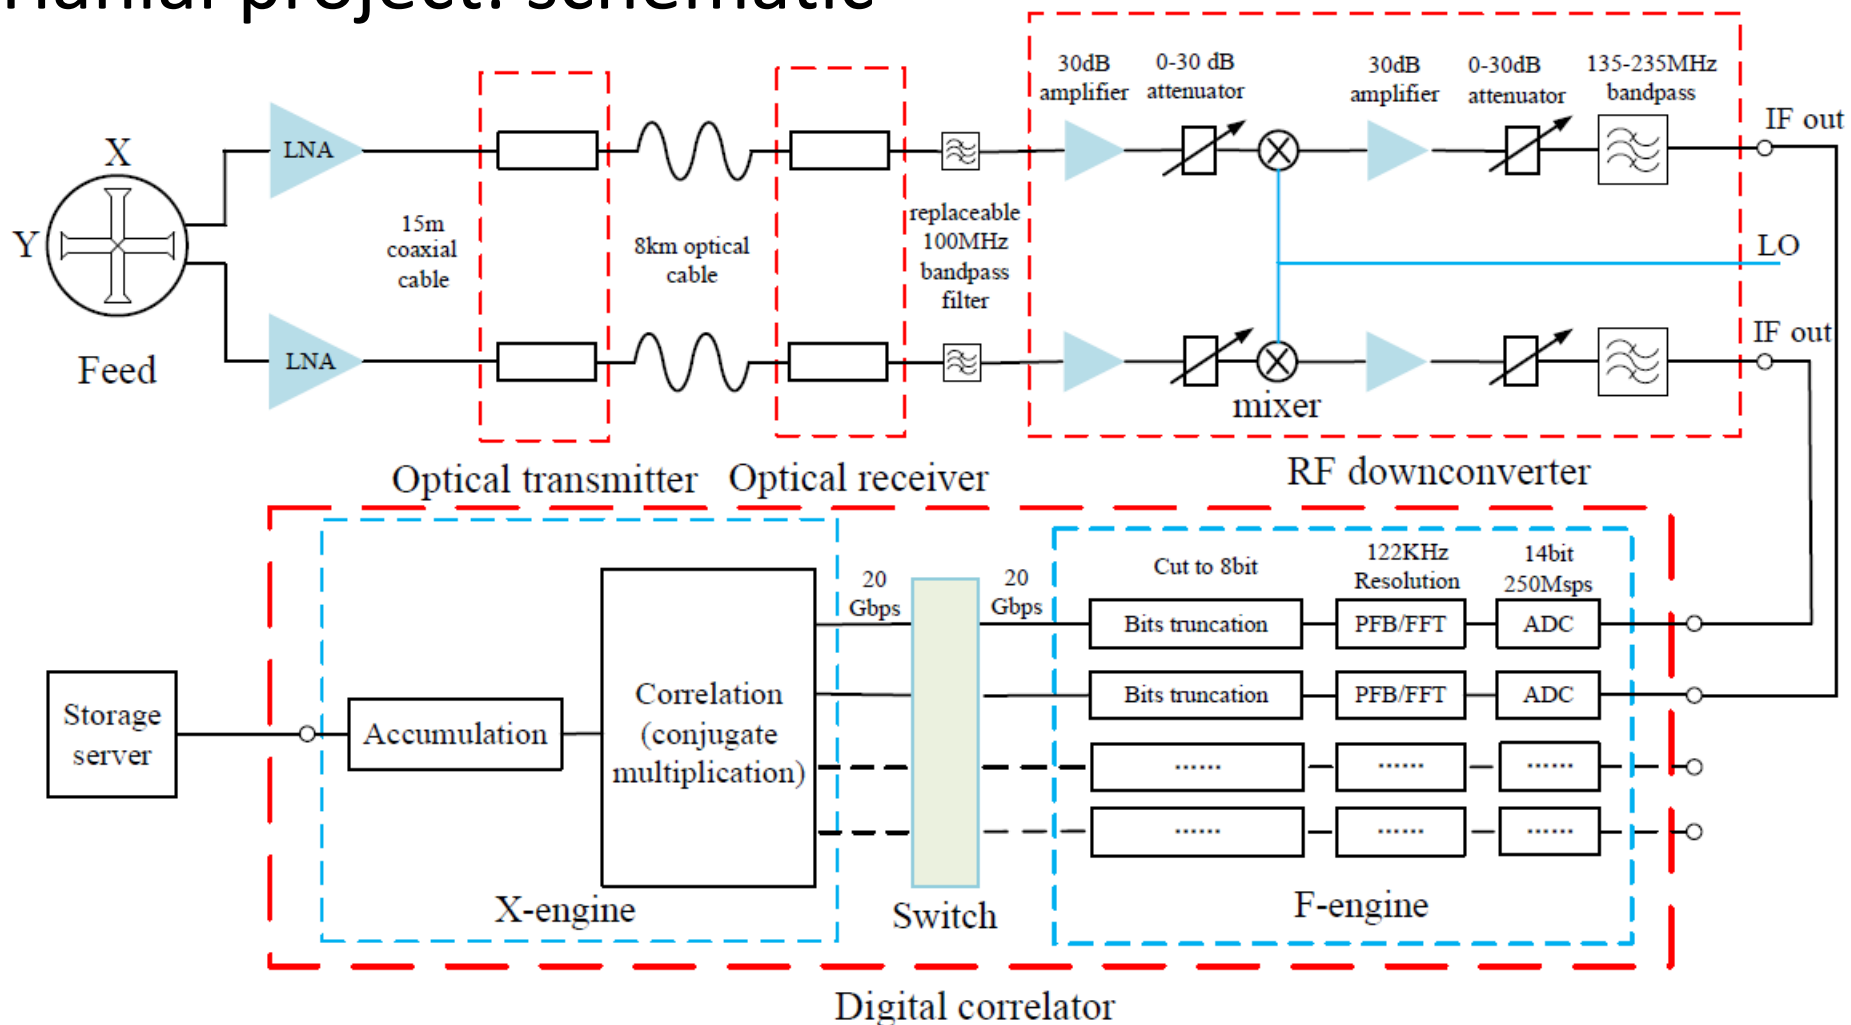 project: schematic
30dB
amplifier
0-30 dB
attenuator
30dB
amplifier
0-30dB
attenuator
135-235MHz
bandpass
IF out
X
Y
Feed
LNA
15m
coaxial
cable
8km optical
cable
replaceable
100MHz
bandpass
filter
LO
LNA
IF out
mixer
Optical transmitter
Optical receiver
RF downconverter
20
Gbps
20
Gbps
Cut to 8bit
122KHz
Resolution
14bit
250Msps
Bits truncation
PFB/FFT
ADC
Bits truncation
PFB/FFT
ADC
......
......
......
......
......
......
Storage
server
Accumulation
Correlation
(conjugate
multiplication)
X-engine
Switch
F-engine
Digital correlator